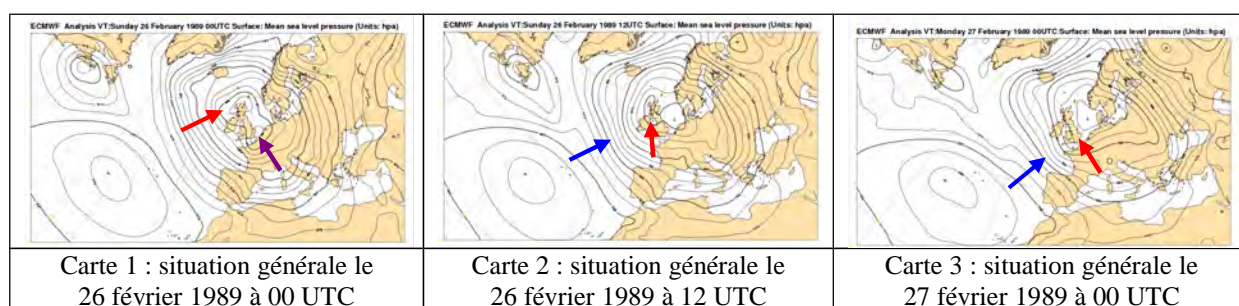 ECMWF Analysis VT:Sunday 26 February 1989 00UTC Surface: Mean sea level pressure (Units: hpa)
ECMWF Analysis VT:Sunday 26 February 1989 12UTC Surface: Mean sea level pressure (Units: hpa)
ECMWF Analysis VT:Monday 27 February 1989 00UTC Surface: Mean sea level pressure (Units: hpa)
Carte 1 : situation générale le
26 février 1989 à 00 UTC
Carte 2 : situation générale le
26 février 1989 à 12 UTC
Carte 3 : situation générale le
27 février 1989 à 00 UTC